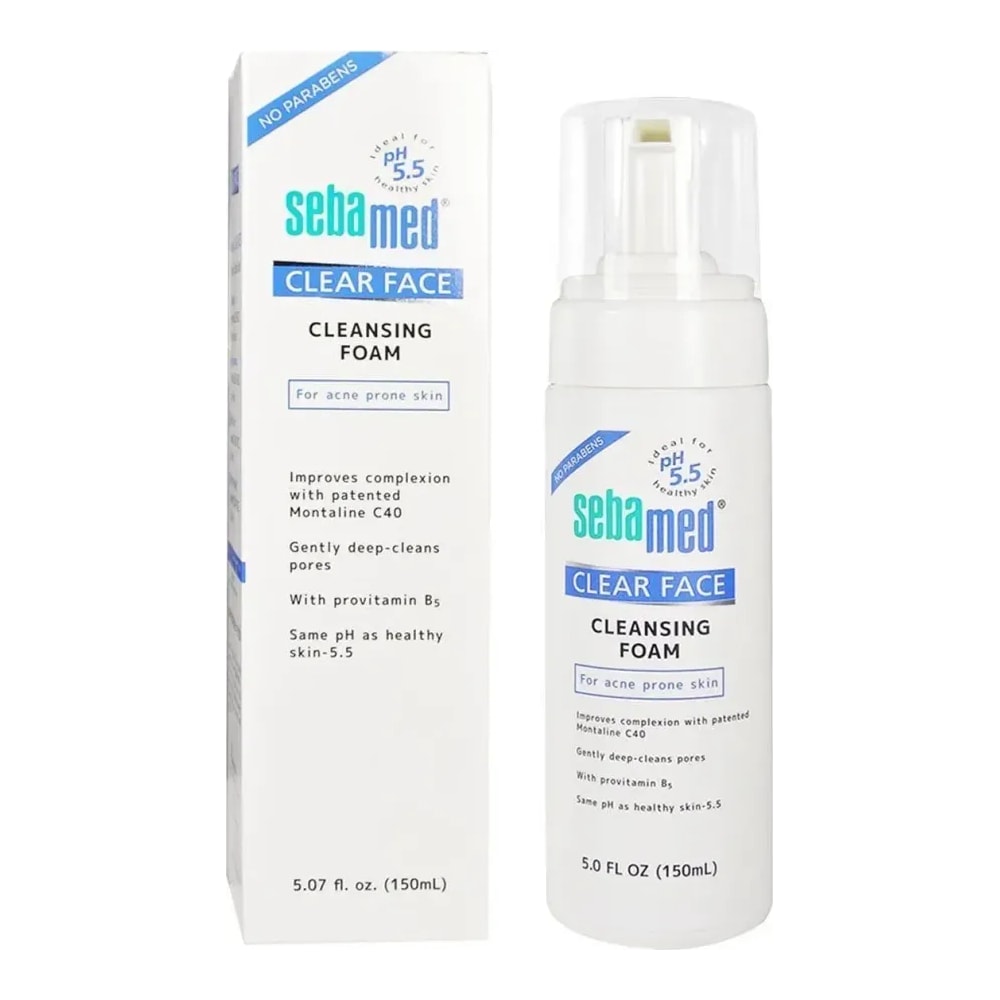 NO PARABENS
Ideal for
pH
5.5
healthy skin
sebamed®
CLEAR FACE
CLEANSING
FOAM
For acne prone skin
Improves complexion
with patented
Montaline C40
Gently deep-cleans
pores
With provitamin B5
Same pH as healthy
skin-5.5
5.07 fl. oz. (150mL)
NO PARABENS
Ideal for
pH
5.5
healthy skin
sebamed®
CLEAR FACE
CLEANSING
FOAM
For acne prone skin
Improves complexion with patented
Montaline C40
Gently deep-cleans pores
With provitamin B5
Same pH as healthy skin-5.5
5.0 FL OZ (150mL)